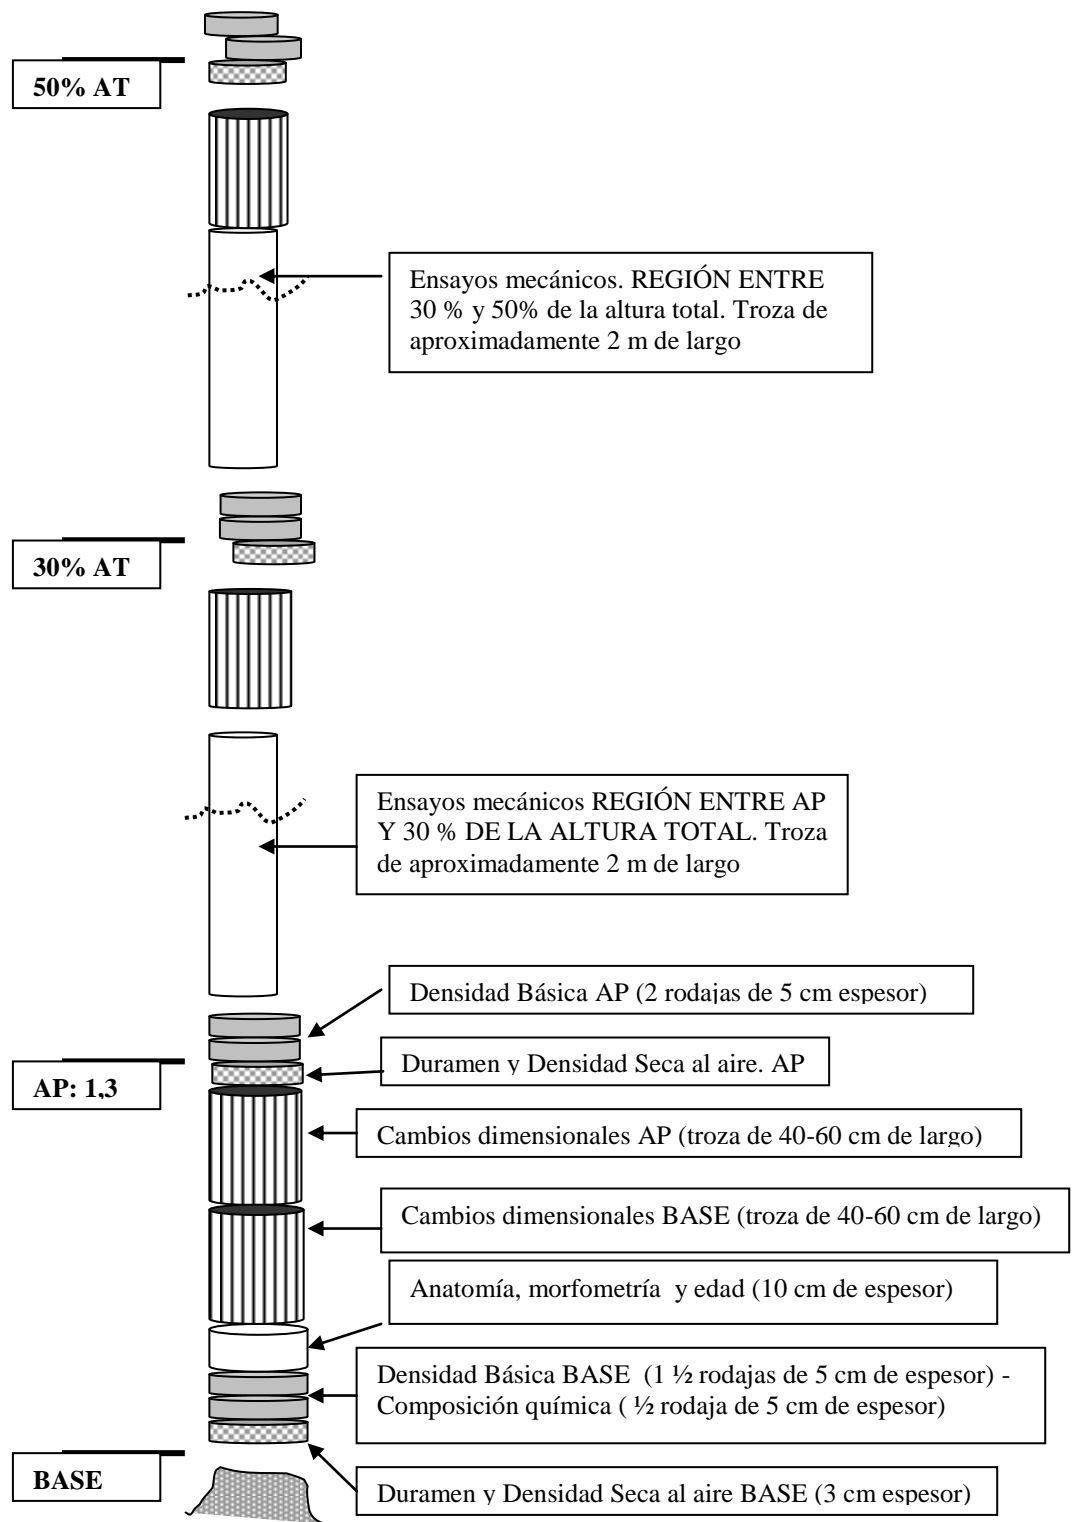 50% AT
Ensayos mecánicos. REGIÓN ENTRE
30 % y 50% de la altura total. Troza de
aproximadamente 2 m de largo
30% AT
Ensayos mecánicos REGIÓN ENTRE AP
Y 30 % DE LA ALTURA TOTAL. Troza
de aproximadamente 2 m de largo
Densidad Básica AP (2 rodajas de 5 cm espesor)
Duramen y Densidad Seca al aire. AP
AP: 1,3
Cambios dimensionales AP (troza de 40-60 cm de largo)
Cambios dimensionales BASE (troza de 40-60 cm de largo)
Anatomía, morfometría y edad (10 cm de espesor)
Densidad Básica BASE (1 ½ rodajas de 5 cm de espesor) -
Composición química ( ½ rodaja de 5 cm de espesor)
BASE
Duramen y Densidad Seca al aire BASE (3 cm espesor)